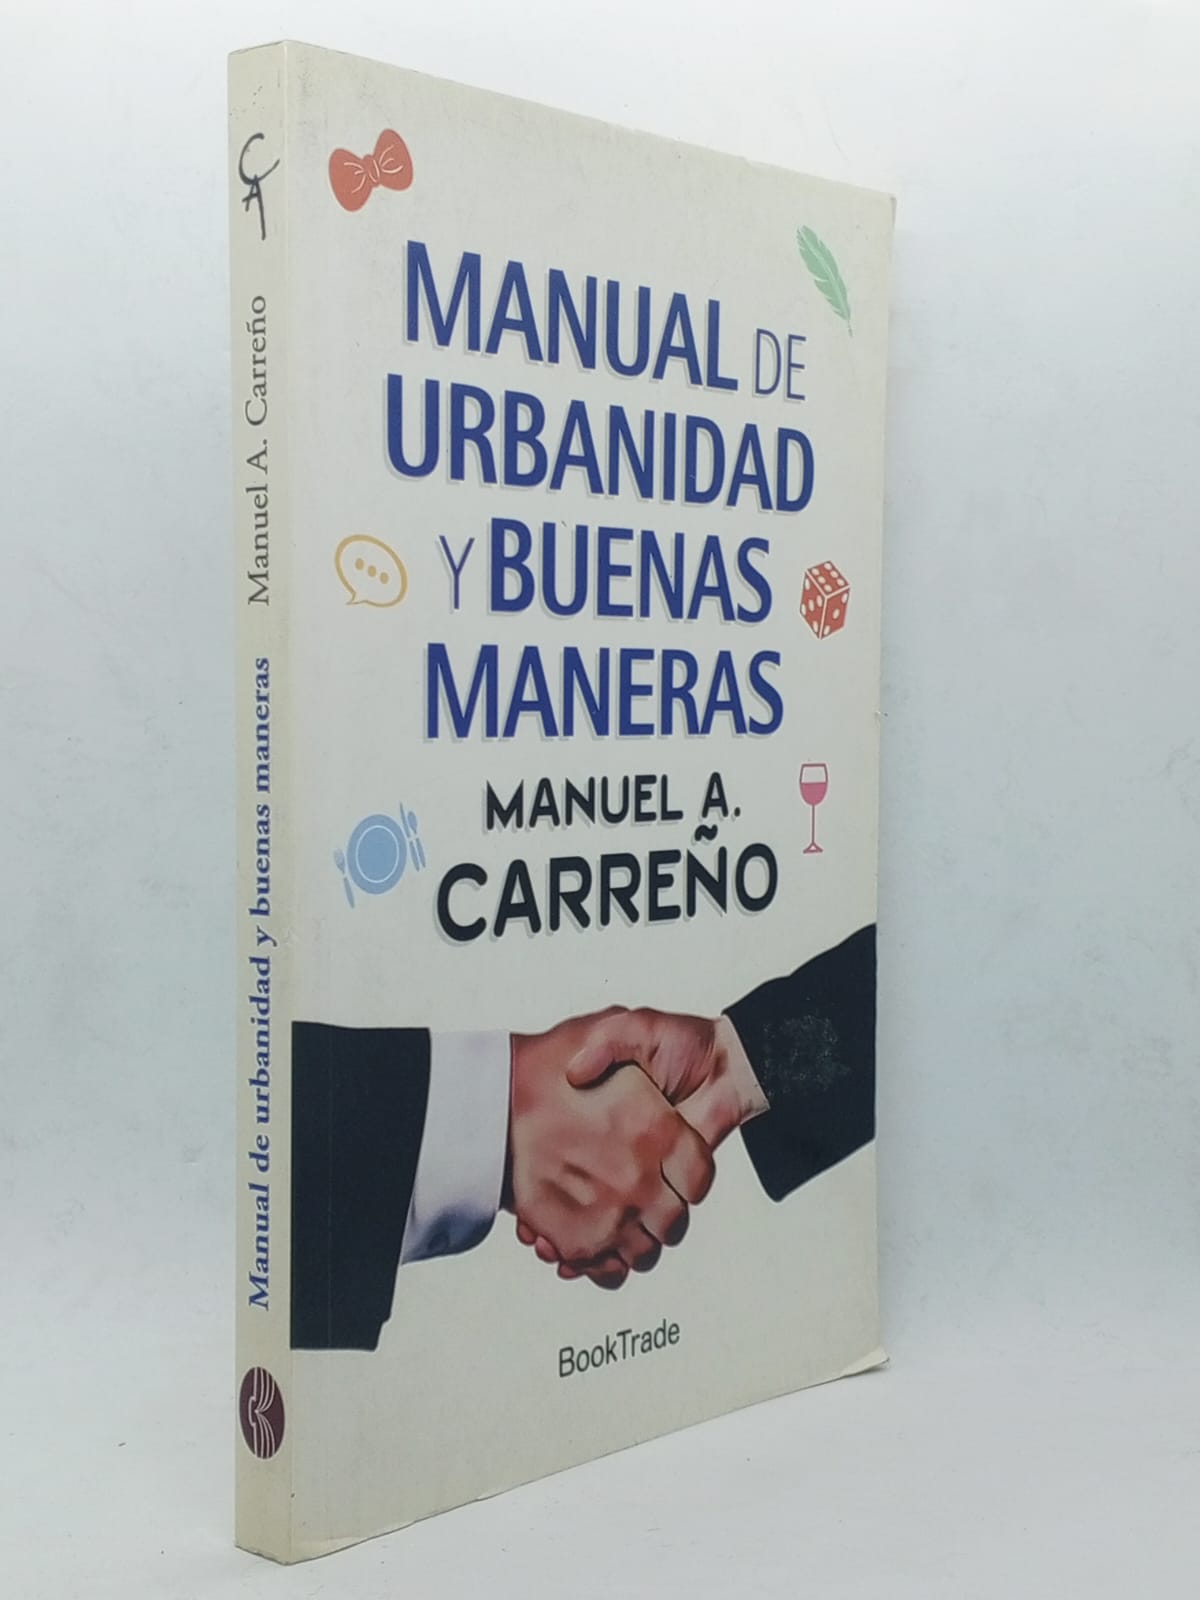 MANUAL DE
URBANIDAD
Y BUENAS
MANERAS
MANUEL A.
CARREÑO
BookTrade
Manual de urbanidad y buenas maneras Manuel A. Carreño